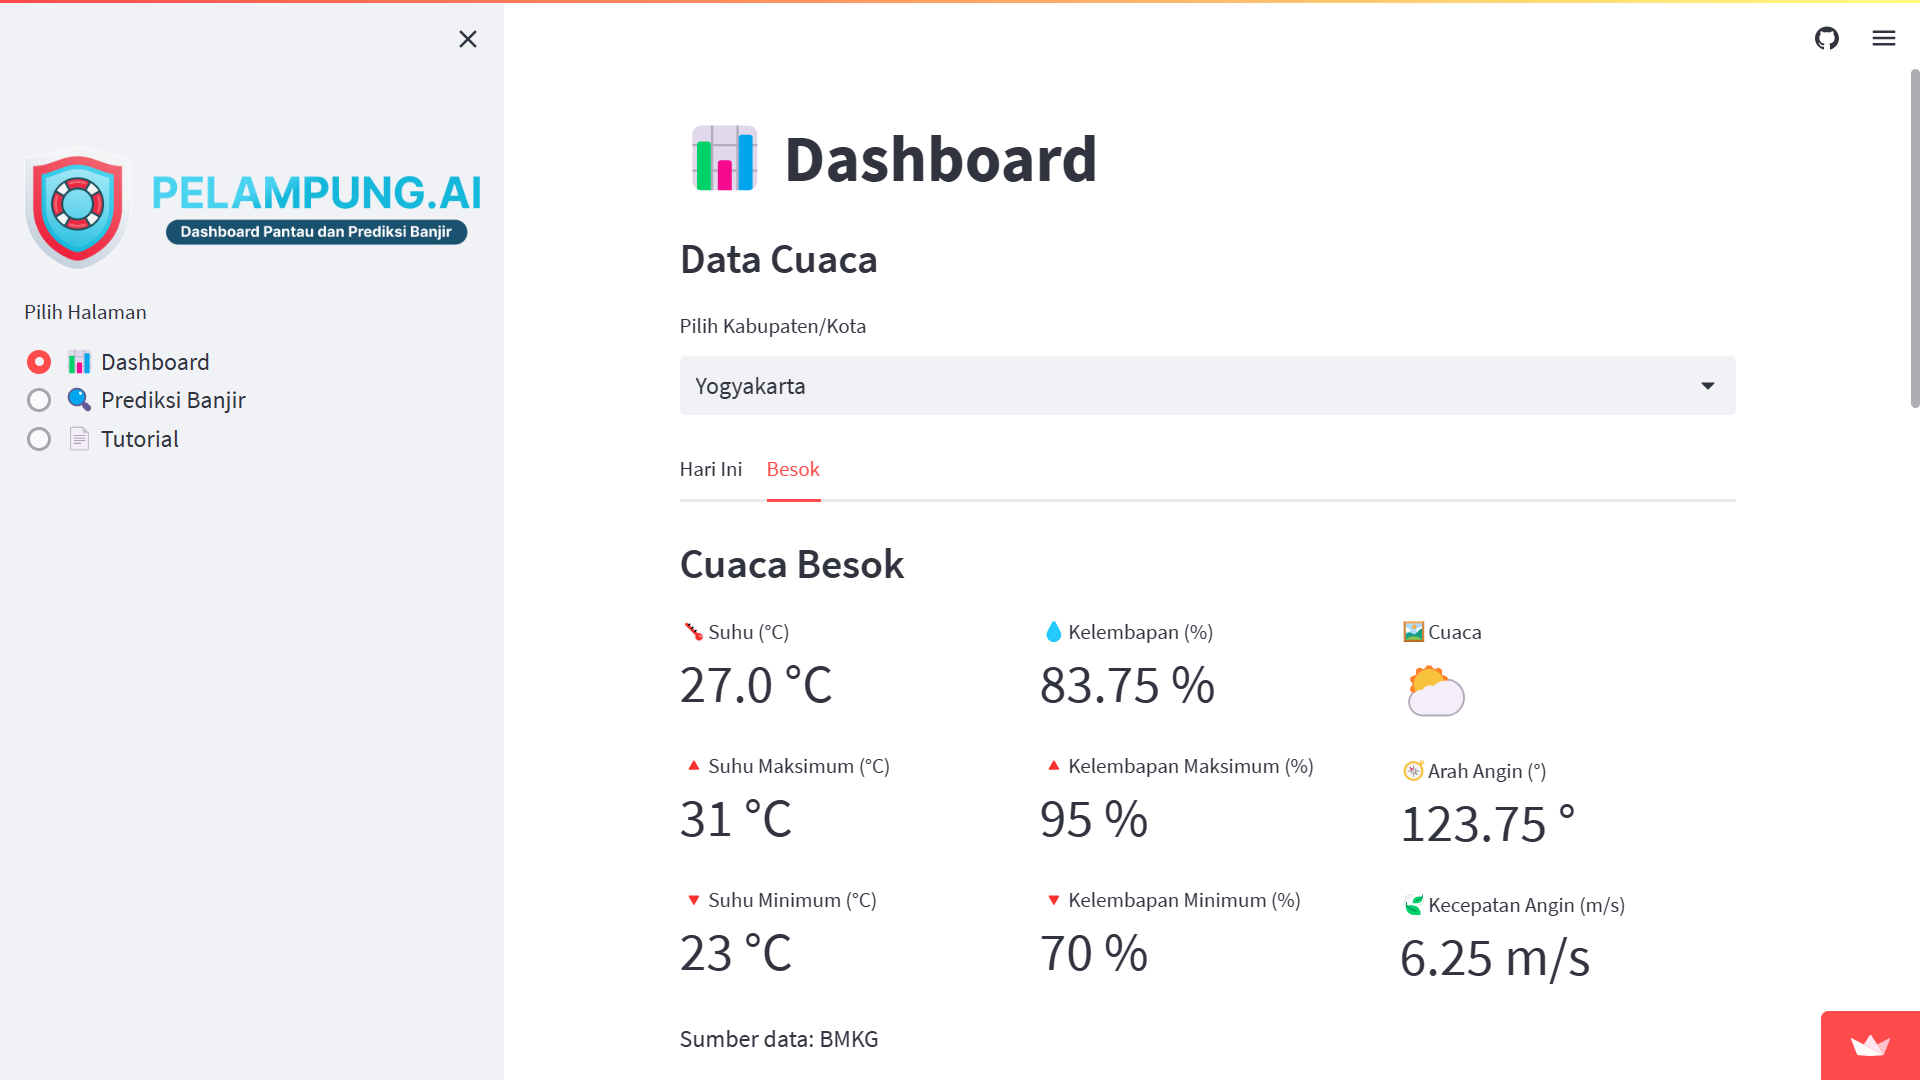 PELAMPUNG.AI
Dashboard Pantau dan Prediksi Banjir
Pilih Halaman
Dashboard
Prediksi Banjir
Tutorial
Dashboard
Data Cuaca
Pilih Kabupaten/Kota
Yogyakarta
Hari Ini Besok
Cuaca Besok
Suhu (°C)
27.0 °C
Kelembapan (%)
83.75 %
Cuaca
Suhu Maksimum (°C)
31 °C
Kelembapan Maksimum (%)
95 %
Arah Angin (°)
123.75 °
Suhu Minimum (°C)
23 °C
Kelembapan Minimum (%)
70 %
Kecepatan Angin (m/s)
6.25 m/s
Sumber data: BMKG